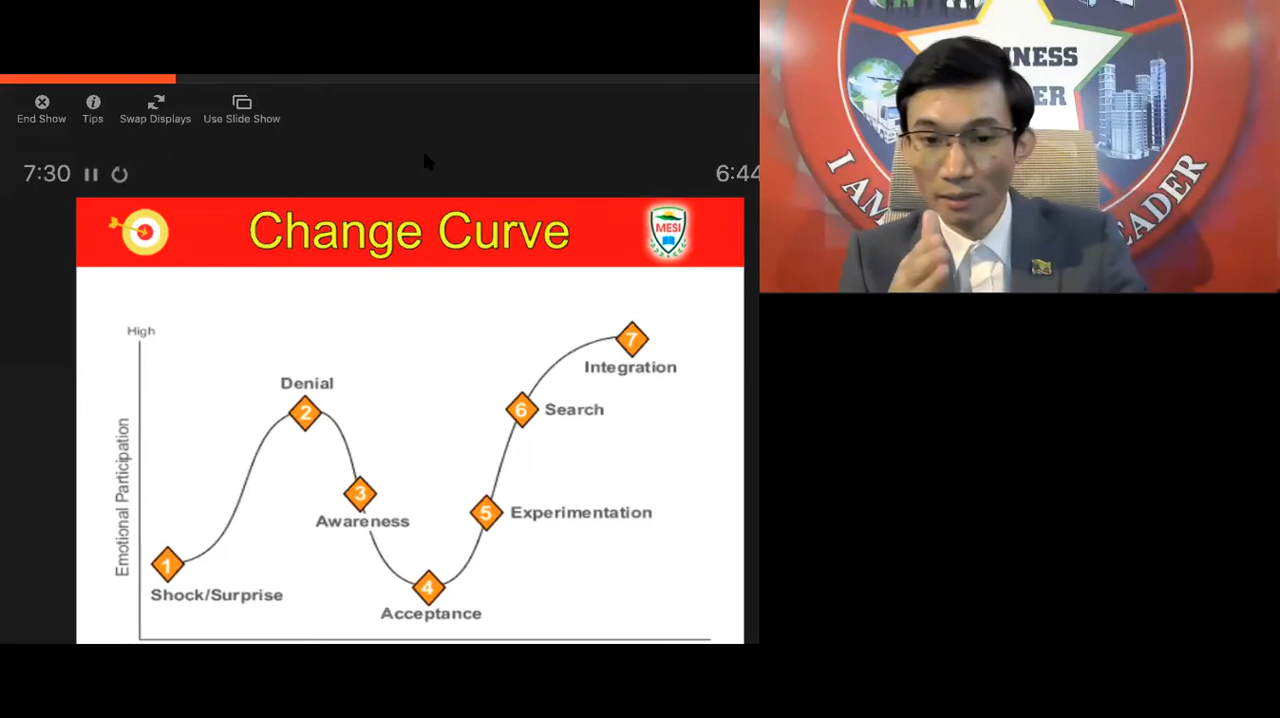 End Show
Tips
Swap Displays
Use Slide Show
7:30
6:44
Change Curve
MESI
High
Emotional Participation
1
Shock/Surprise
Denial
2
3
Awareness
4
Acceptance
5 Experimentation
6 Search
7
Integration
INESS
ER
I AM
EADER